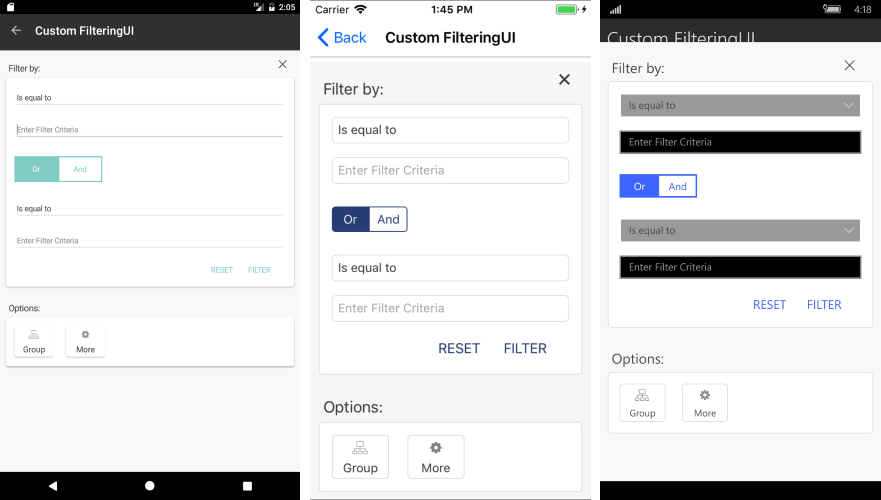 2:05
Custom FilteringUI
Filter by:
Is equal to
Enter Filter Criteria
Or And
Is equal to
Enter Filter Criteria
RESET FILTER
Options:
Group More
Carrier 1:45 PM
Back Custom FilteringUI
Filter by:
Is equal to
Enter Filter Criteria
Or And
Is equal to
Enter Filter Criteria
RESET FILTER
Options:
Group More
4:18
Custom FilteringUI
Filter by:
Is equal to
Enter Filter Criteria
Or And
Is equal to
Enter Filter Criteria
RESET FILTER
Options:
Group More